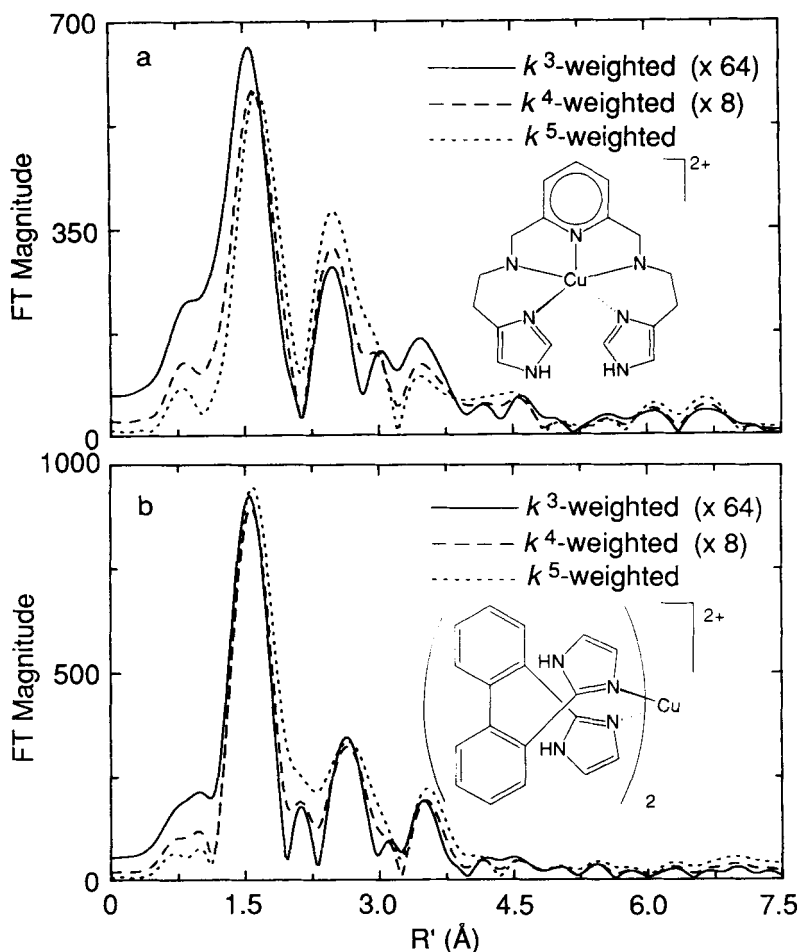 700
a
k³-weighted (x 64)
k⁴-weighted (x 8)
k⁵-weighted
2+
N
N
N
Cu
N
N
NH
HN
350
FT Magnitude
0
1000
b
k³-weighted (x 64)
k⁴-weighted (x 8)
k⁵-weighted
2+
HN
N
Cu
N
HN
2
500
FT Magnitude
0
0 1.5 3.0 4.5 6.0 7.5
R' (Å)